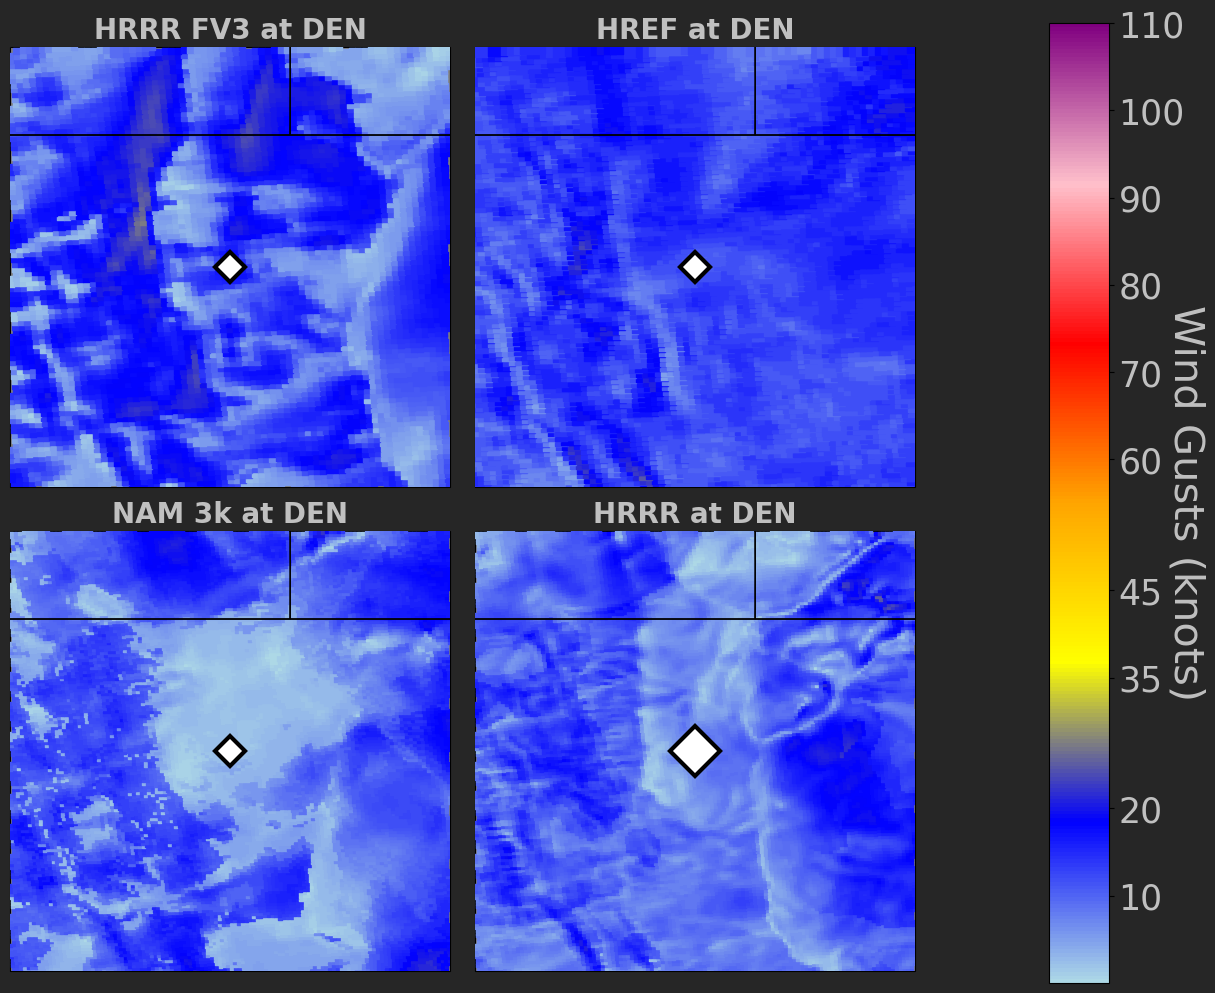 HRRR FV3 at DEN
HREF at DEN
NAM 3k at DEN
HRRR at DEN
110
100
90
80
70
60
45
35
20
10
Wind Gusts (knots)